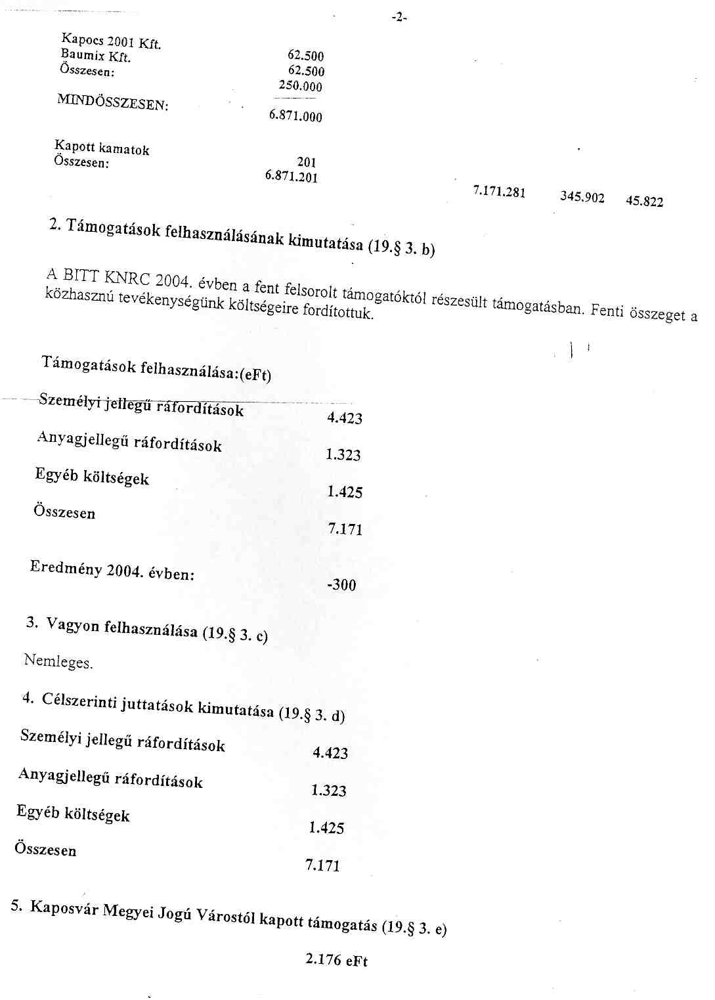 -2-
Kapocs 2001 Kft. 62.500
Baumix Kft. 62.500
Összesen: 250.000
MINDÖSSZESEN: 6.871.000
Kapott kamatok 201
Összesen: 6.871.201 7.171.281 345.902 45.822
2. Támogatások felhasználásának kimutatása (19.§ 3. b)
A BITT KNRC 2004. évben a fent felsorolt támogatóktól részesült támogatásban. Fenti összeget a
közhasznú tevékenységünk költségeire fordítottuk.
Támogatások felhasználása:(eFt)
Személyi jellegű ráfordítások 4.423
Anyagjellegű ráfordítások 1.323
Egyéb költségek 1.425
Összesen 7.171
Eredmény 2004. évben: -300
3. Vagyon felhasználása (19.§ 3. c)
Nemleges.
4. Célszerinti juttatások kimutatása (19.§ 3. d)
Személyi jellegű ráfordítások 4.423
Anyagjellegű ráfordítások 1.323
Egyéb költségek 1.425
Összesen 7.171
5. Kaposvár Megyei Jogú Várostól kapott támogatás (19.§ 3. e)
2.176 eFt